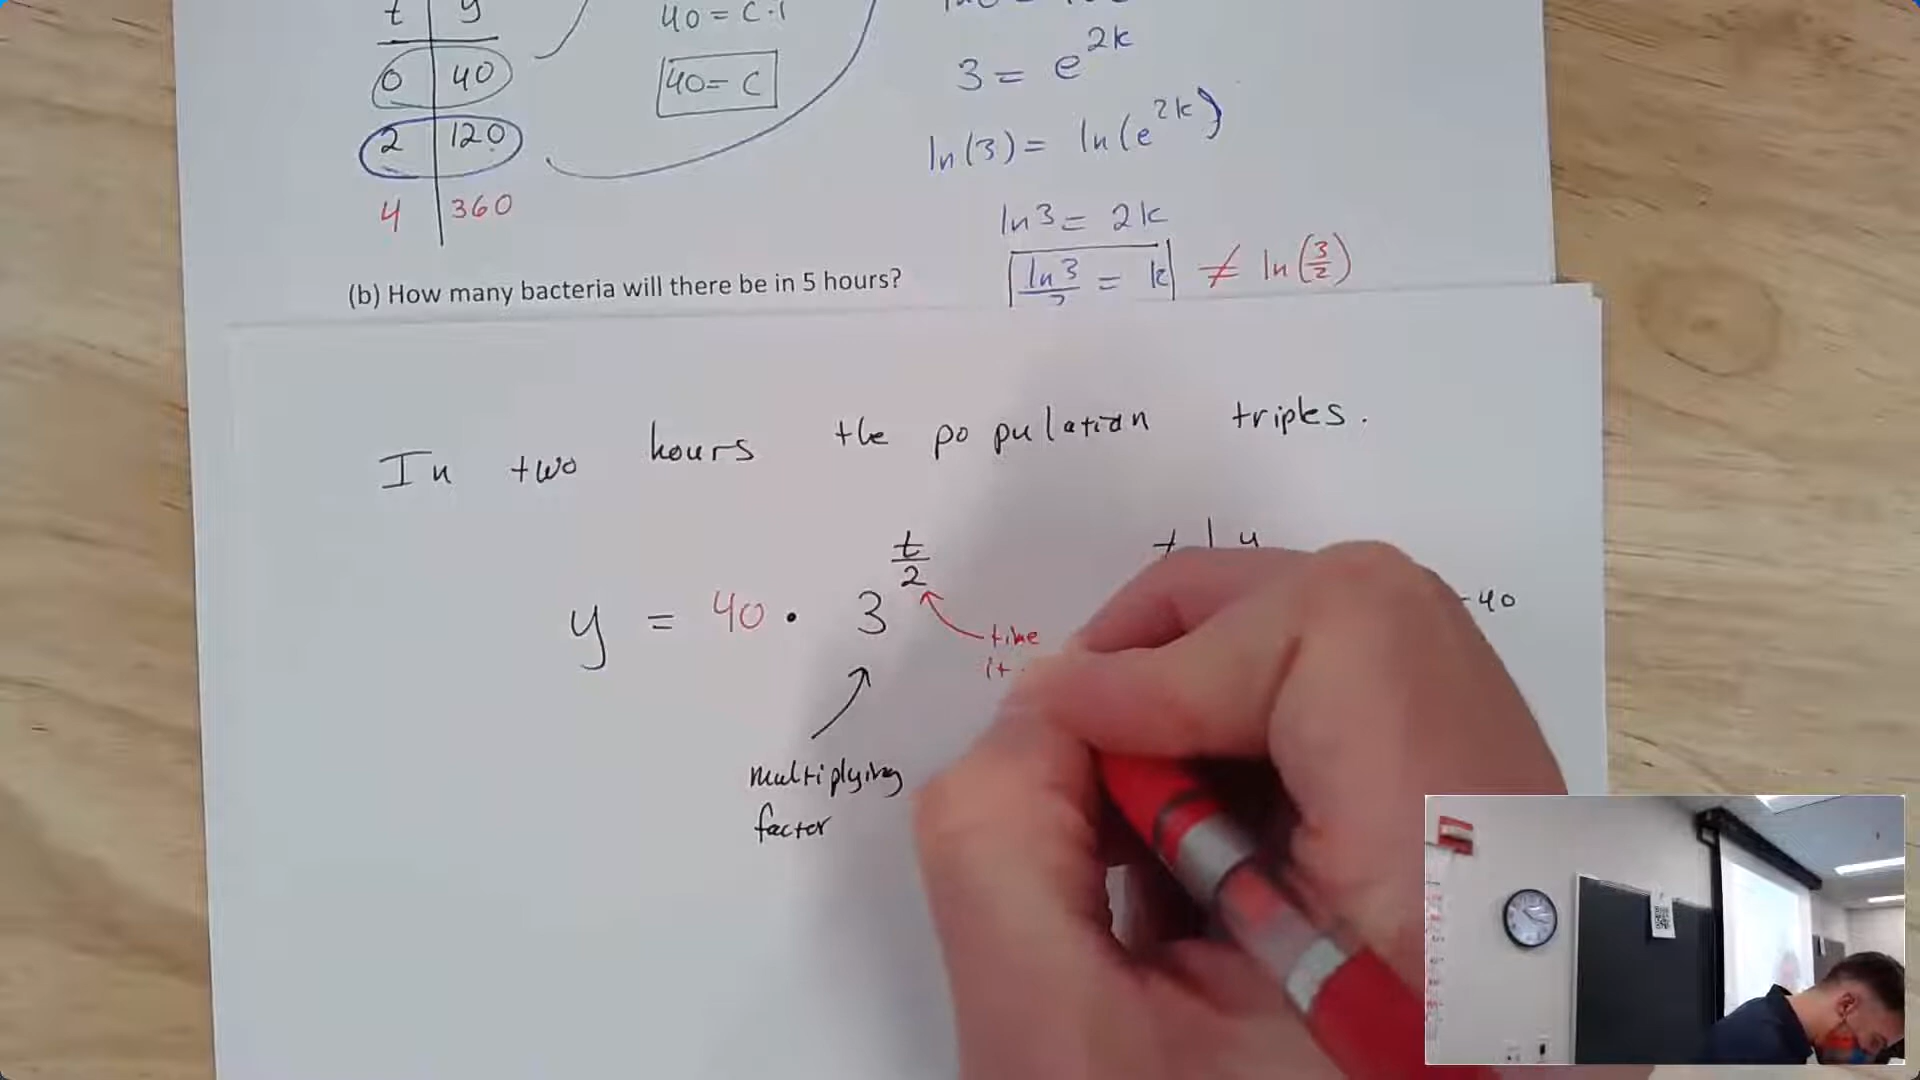 t | y
0 | 40
2 | 120
4 | 360
40 = C·1
40 = C
3 = e^{2k}
ln(3) = ln(e^{2k})
ln3 = 2k
ln3/2 = k ≠ ln(3/2)
(b) How many bacteria will there be in 5 hours?
In two hours the population triples.
y = 40 · 3^{t/2}
time
it
multiplying
factor
t | y
40